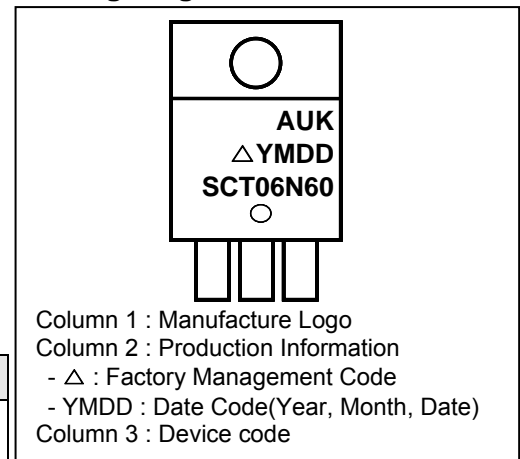 AUK
△YMDD
SCT06N60
Column 1 : Manufacture Logo
Column 2 : Production Information
- △ : Factory Management Code
- YMDD : Date Code(Year, Month, Date)
Column 3 : Device code